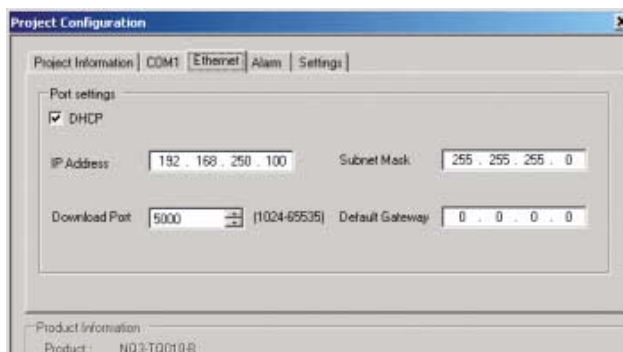 Project Configuration
Project Information COM1 Ethernet Alarm Settings
Port settings
DHCP
IP Address 192 . 168 . 250 . 100 Subnet Mask 255 . 255 . 255 . 0
Download Port 5000 (1024-65535) Default Gateway 0 . 0 . 0 . 0
Product Information
Product :